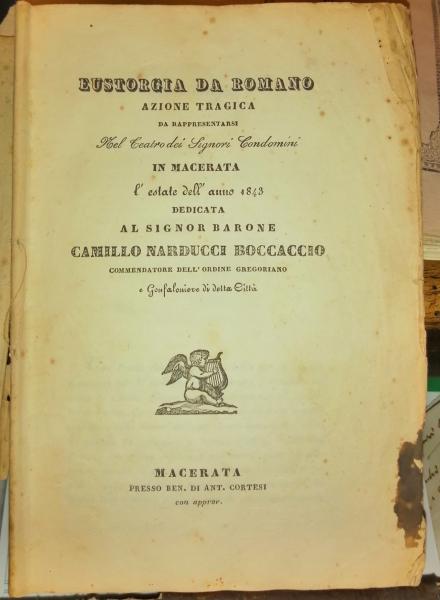 EUSTORGIA DA ROMANO
AZIONE TRAGICA
DA RAPPRESENTARSI
Nel Teatro dei Signori Condomini
IN MACERATA
l' estate dell' anno 1843
DEDICATA
AL SIGNOR BARONE
CAMILLO NARDUCCI BOCCACCIO
COMMENDATORE DELL' ORDINE GREGORIANO
e Gonfaloniere di detta Città
MACERATA
PRESSO BEN. DI ANT. CORTESI
con approv.